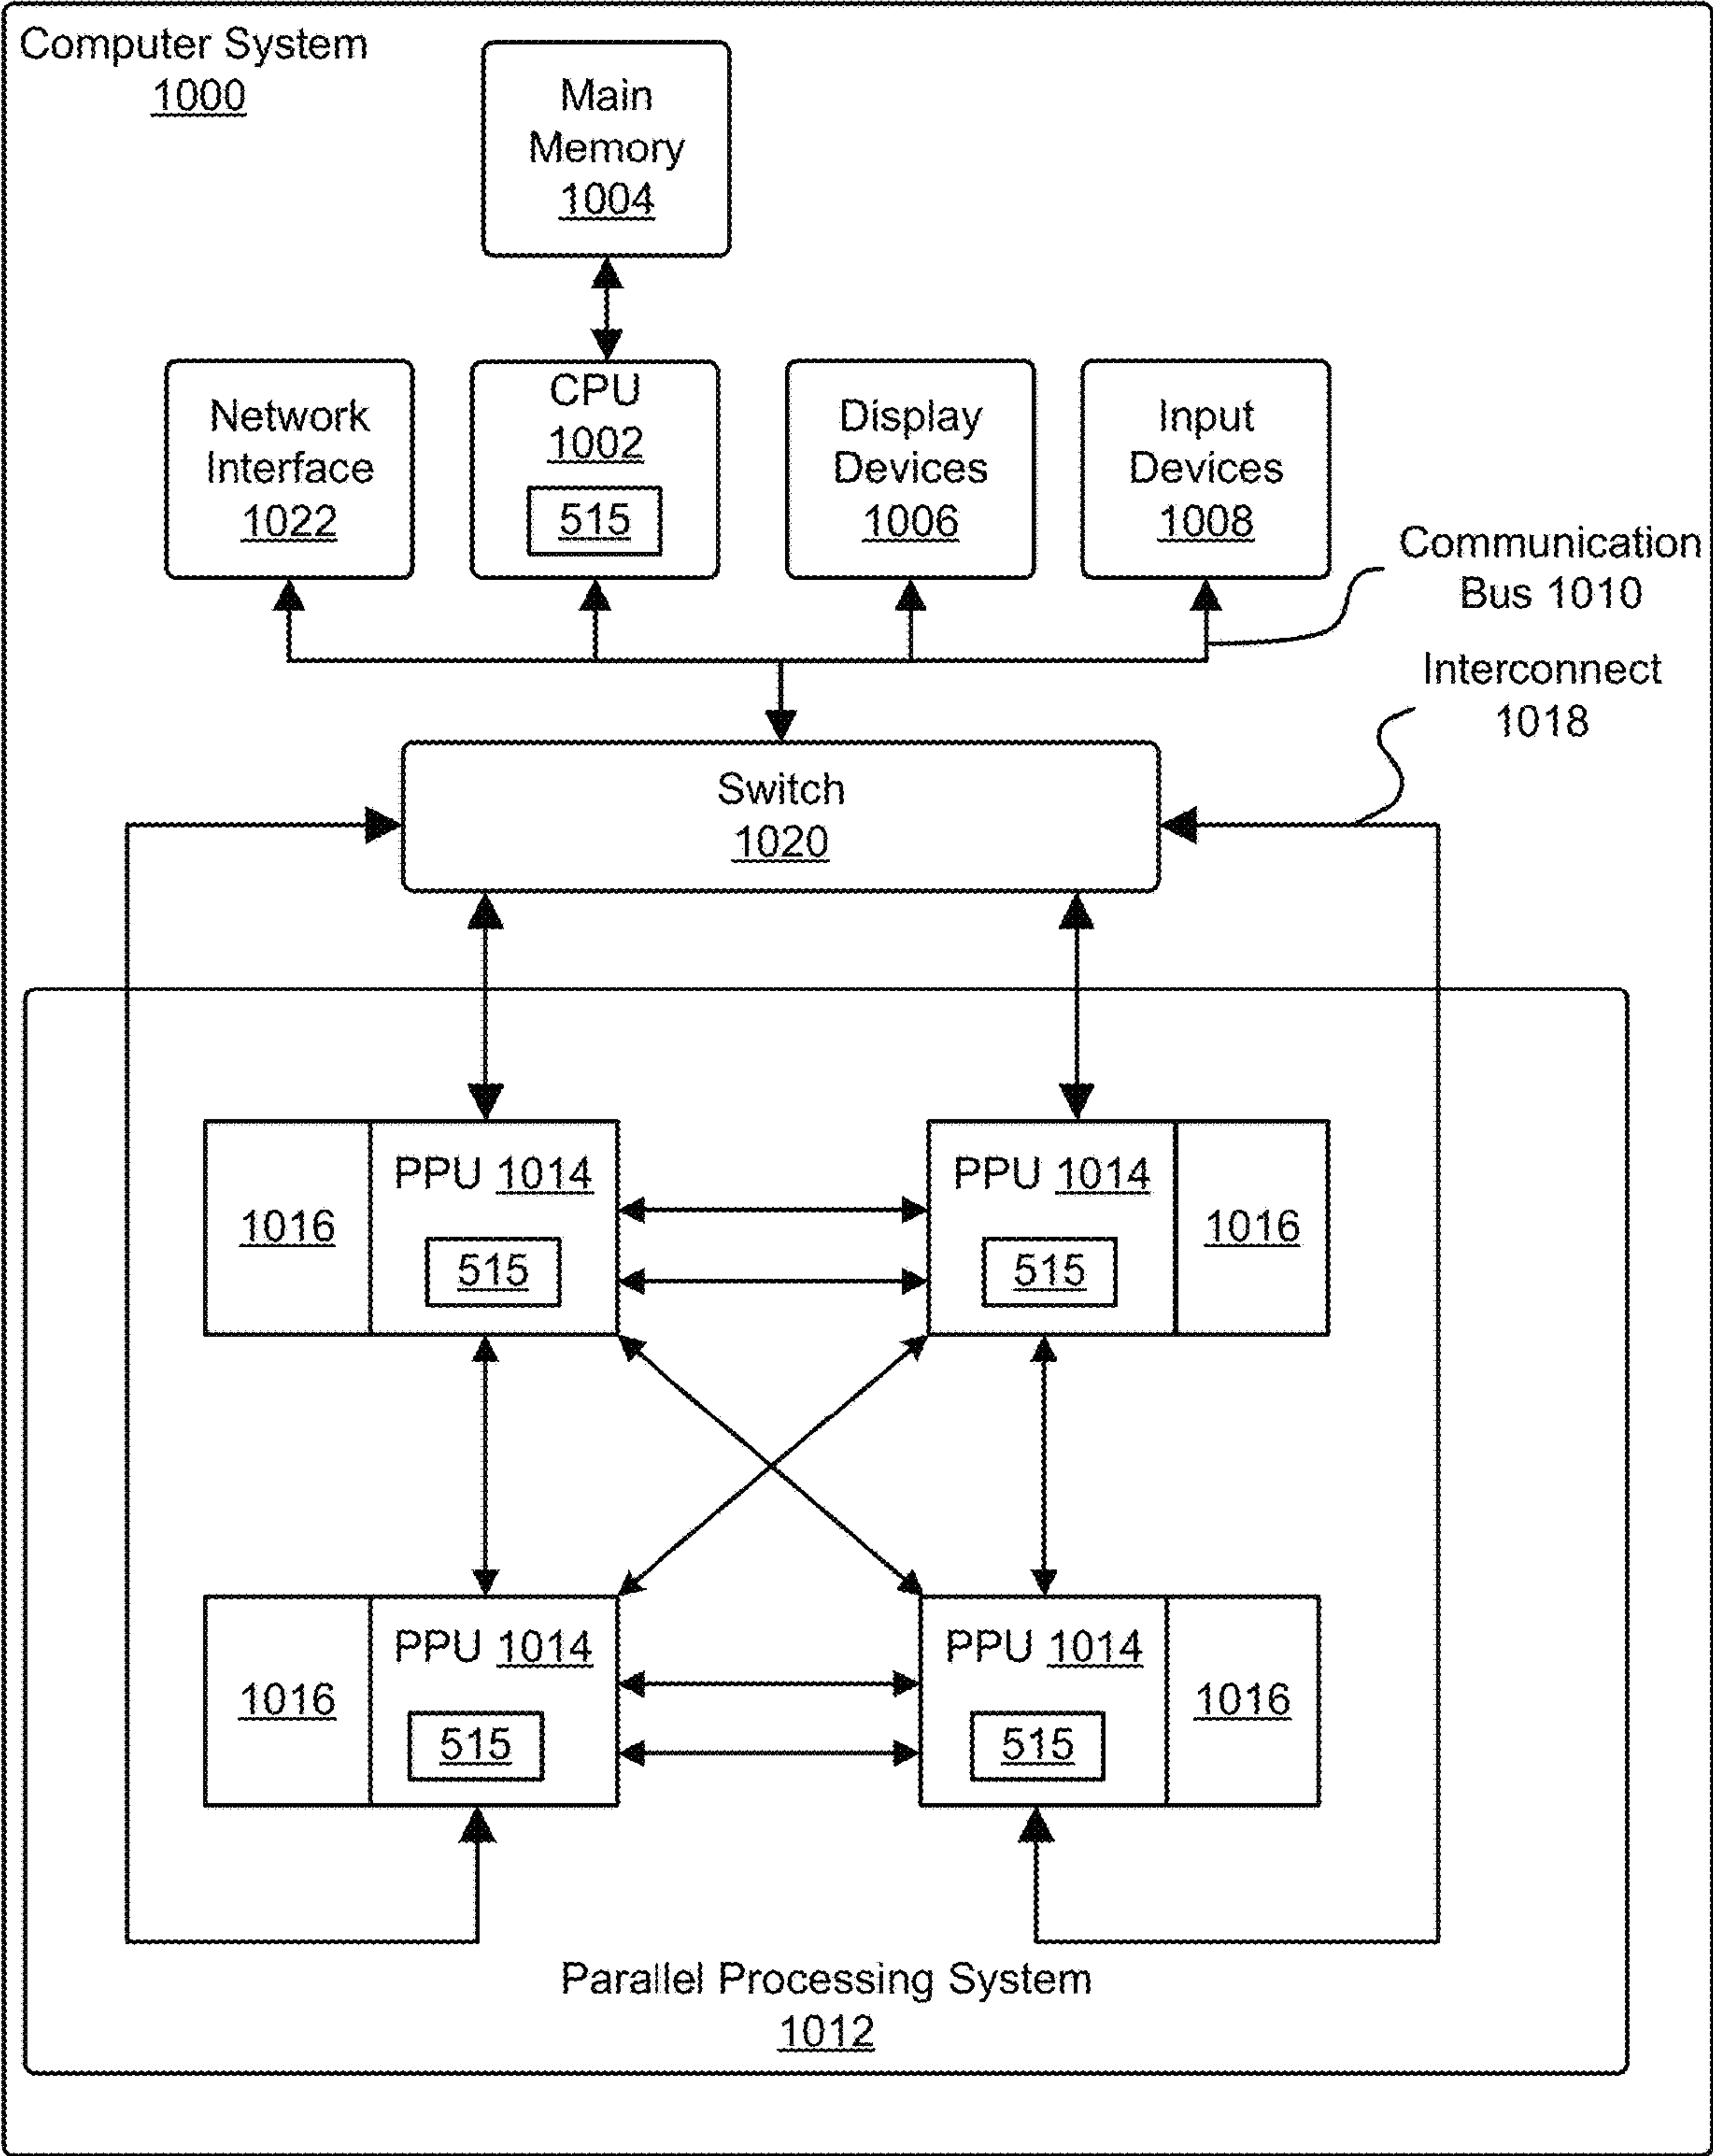 Computer System
1000
Main
Memory
1004
Network
Interface
1022
CPU
1002
515
Display
Devices
1006
Input
Devices
1008
Communication
Bus 1010
Interconnect
1018
Switch
1020
1016
PPU 1014
515
PPU 1014
515
1016
1016
PPU 1014
515
PPU 1014
515
1016
Parallel Processing System
1012